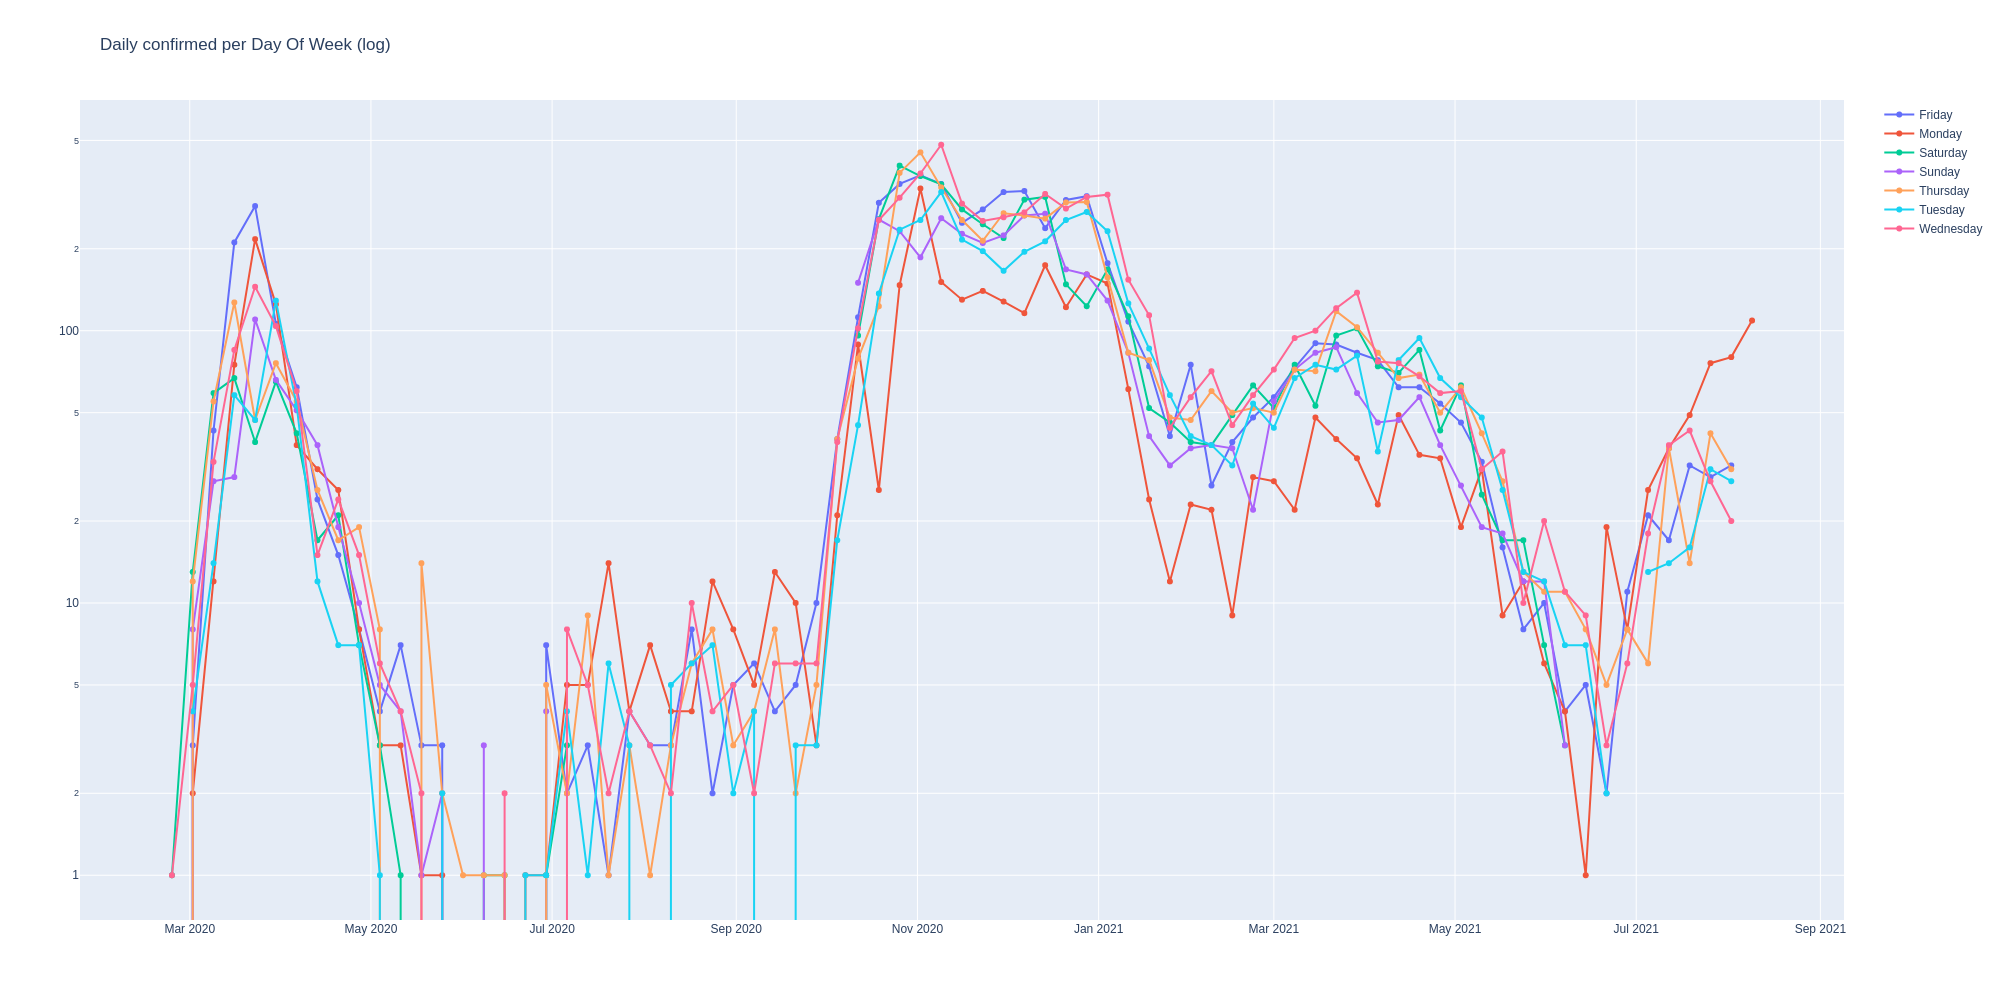 Daily confirmed per Day Of Week (log)
Friday
Monday
Saturday
Sunday
Thursday
Tuesday
Wednesday
5
2
100
5
2
10
5
2
1
Mar 2020 May 2020 Jul 2020 Sep 2020 Nov 2020 Jan 2021 Mar 2021 May 2021 Jul 2021 Sep 2021